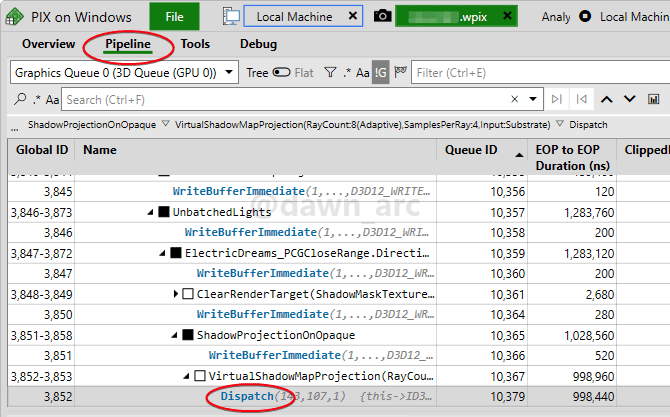 PIX on Windows File Local Machine × .wpix × Analy Local Machine
Overview Pipeline Tools Debug
Graphics Queue 0 (3D Queue (GPU 0)) Tree Flat Aa !G Filter (Ctrl+F)
.* Aa Search (Ctrl+F)
... ShadowProjectionOnOpaque VirtualShadowMapProjection(RayCount:8(Adaptive),SamplesPerRay:4,Input:Substrate) Dispatch
Global ID Name Queue ID EOP to EOP Duration (ns) Clipped
3,845 WriteBufferImmediate(1,...,D3D12_WRITE... 10,356 120
3,846-3,873 UnbatchedLights 10,357 1,283,760
@dawn_arc
3,846 WriteBufferImmediate(1,...,D3D12_WRI... 10,358 200
3,847-3,872 ElectricDreams_PCGCloseRange.Directi... 10,359 1,283,120
3,847 WriteBufferImmediate(1,...,D3D12_WR... 10,360 200
3,848-3,849 ClearRenderTarget(ShadowMaskTexture... 10,361 2,680
3,850 WriteBufferImmediate(1,...,D3D12_WR... 10,364 280
3,851-3,858 ShadowProjectionOnOpaque 10,365 1,028,560
3,851 WriteBufferImmediate(1,...,D3D12_... 10,366 520
3,852-3,853 VirtualShadowMapProjection(RayCou... 10,367 998,960
3,852 Dispatch(143,107,1) {this->ID3... 10,379 998,440